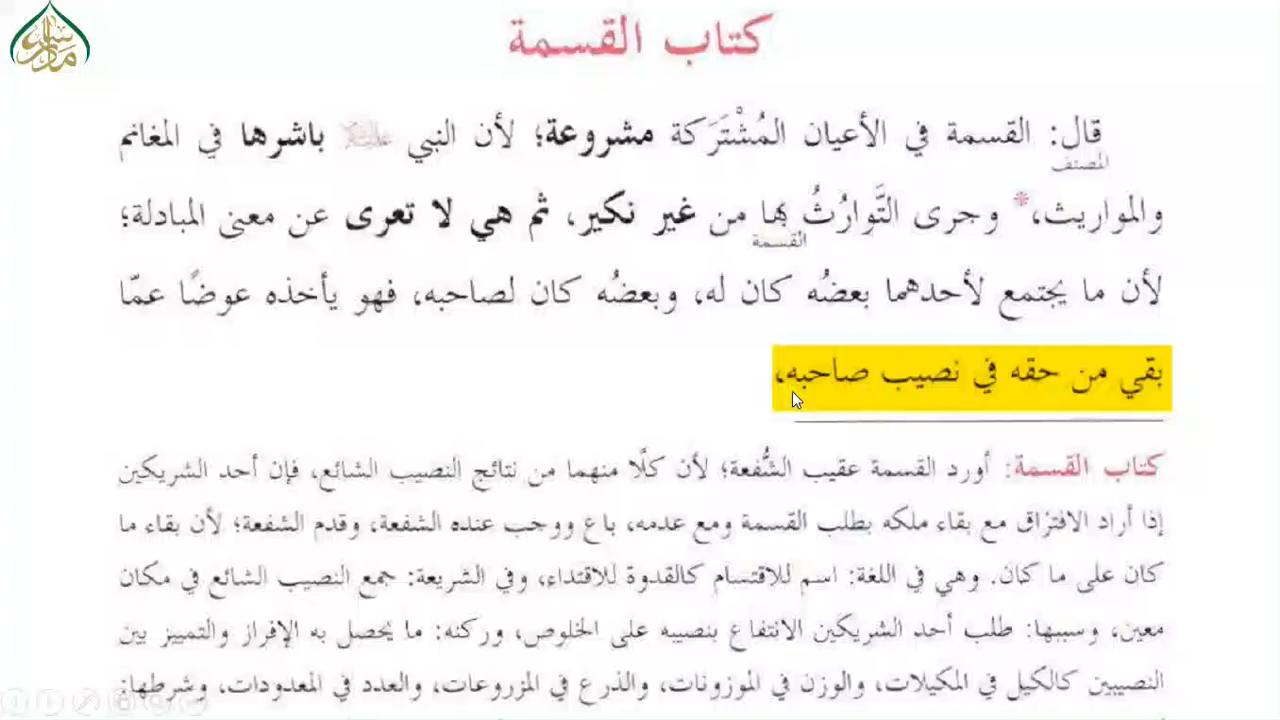 كتاب القسمة
قال: القسمة في الأعيان المُشْتَرَكة مشروعة؛ لأن النبي عليه السلام باشرها في المغانم
المصنف
والمواريث،* وجرى التَّوارُثُ بها من غير نكير، ثم هي لا تعرى عن معنى المبادلة؛
القسمة
لأن ما يجتمع لأحدهما بعضُه كان له، وبعضُه كان لصاحبه، فهو يأخذه عوضًا عمّا
بقي من حقه في نصيب صاحبه،
كتاب القسمة: أورد القسمة عقيب الشُّفعة؛ لأن كلًا منهما من نتائج النصيب الشائع، فإن أحد الشريكين
إذا أراد الافتراق مع بقاء ملكه بطلب القسمة ومع عدمه، باع ووجب عنده الشفعة، وقدم الشفعة؛ لأن بقاء ما
كان على ما كان. وهي في اللغة: اسم للاقتسام كالقدوة للاقتداء، وفي الشريعة: جمع النصيب الشائع في مكان
معين، وسببها: طلب أحد الشريكين الانتفاع بنصيبه على الخلوص، وركنه: ما يحصل به الإفراز والتمييز بين
النصيبين كالكيل في المكيلات، والوزن في الموزونات، والذرع في المزروعات، والعدد في المعدودات، وشرطها: